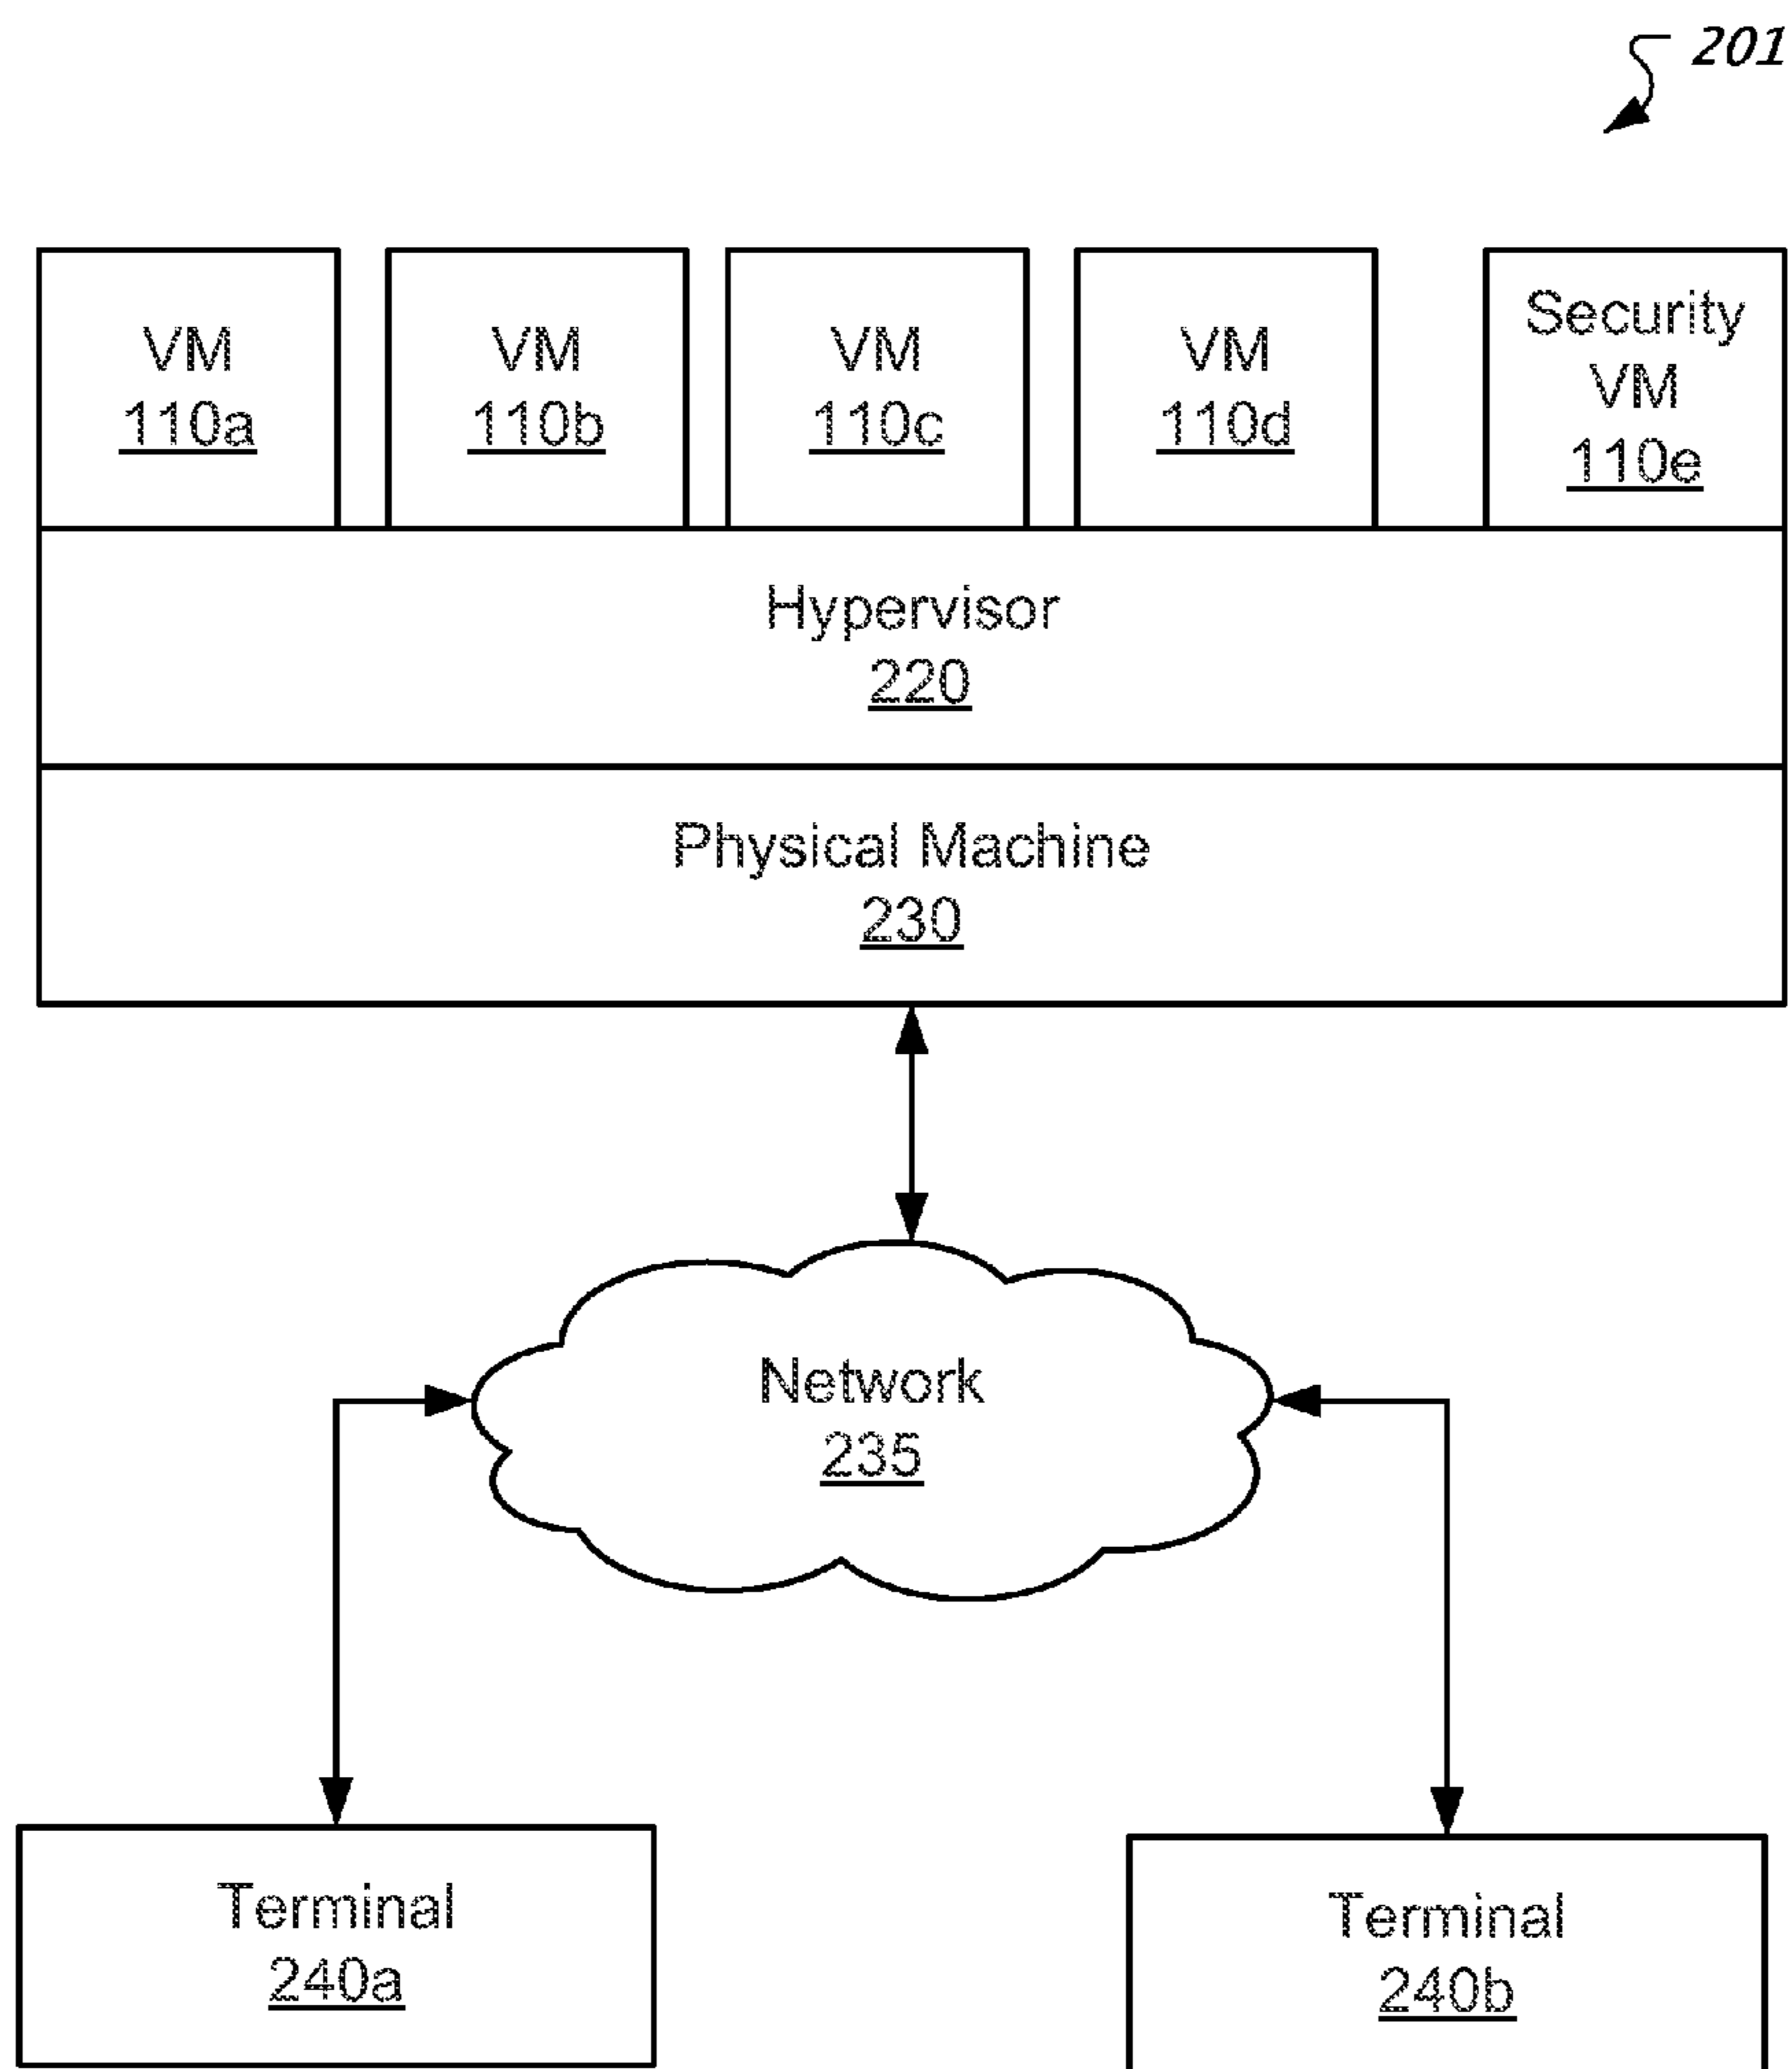 201
VM
110a
VM
110b
VM
110c
VM
110d
Security
VM
110e
Hypervisor
220
Physical Machine
230
Network
235
Terminal
240a
Terminal
240b